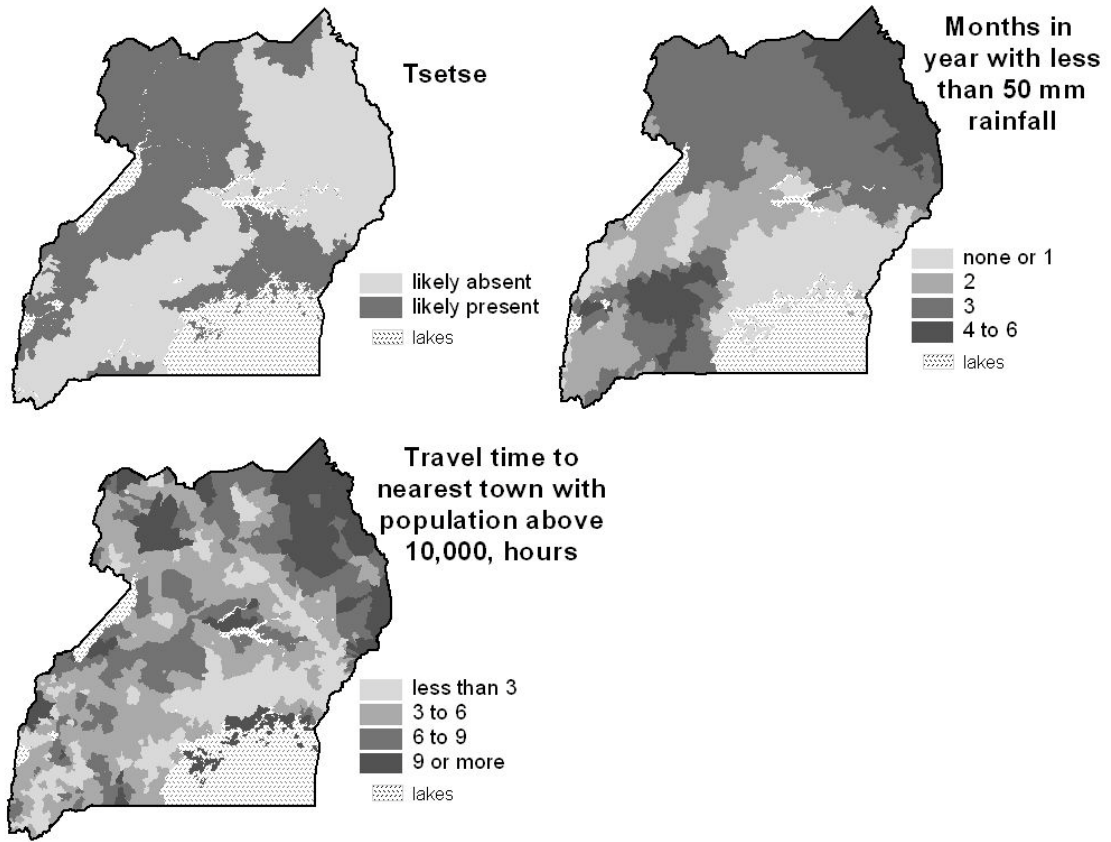 Tsetse
likely absent
likely present
lakes
Months in
year with less
than 50 mm
rainfall
none or 1
2
3
4 to 6
lakes
Travel time to
nearest town with
population above
10,000, hours
less than 3
3 to 6
6 to 9
9 or more
lakes